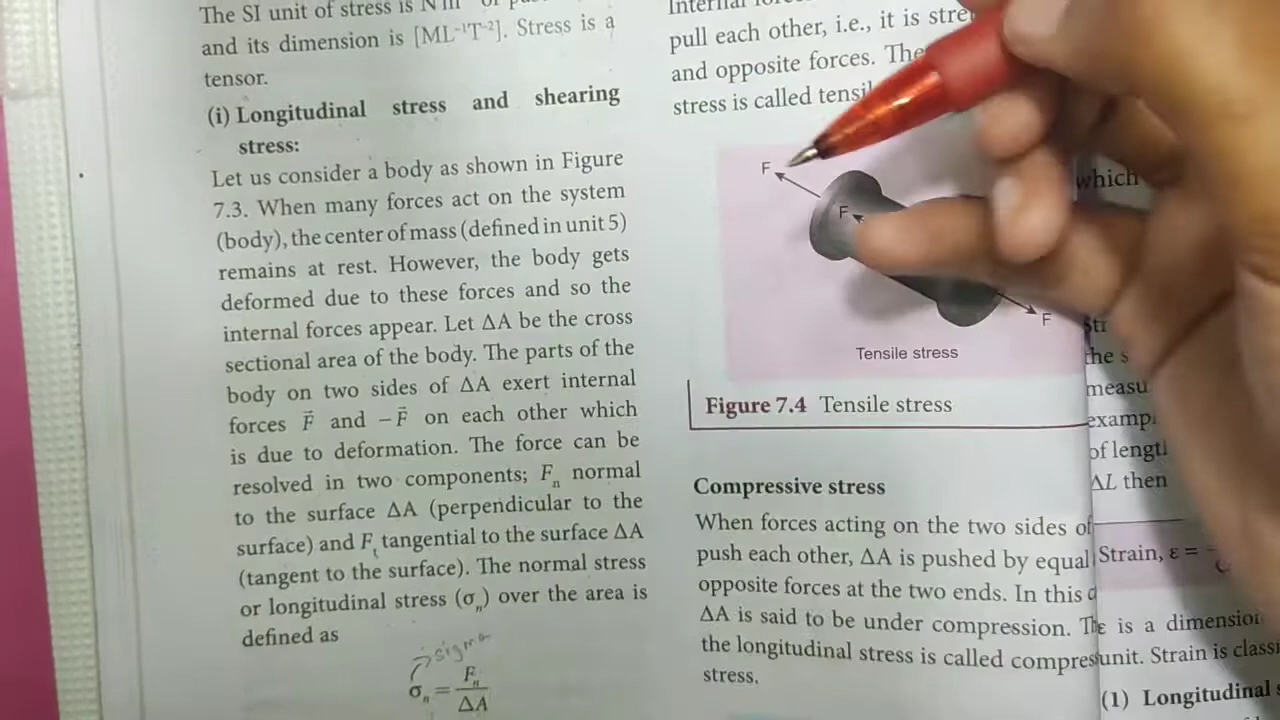 The SI unit of stress is N m
and its dimension is [ML⁻¹T⁻²]. Stress is a
tensor.
(i) Longitudinal stress and shearing
stress:
Let us consider a body as shown in Figure
7.3. When many forces act on the system
(body), the center of mass (defined in unit 5)
remains at rest. However, the body gets
deformed due to these forces and so the
internal forces appear. Let ΔA be the cross
sectional area of the body. The parts of the
body on two sides of ΔA exert internal
forces F⃗ and −F⃗ on each other which
is due to deformation. The force can be
resolved in two components; Fₙ normal
to the surface ΔA (perpendicular to the
surface) and Fₜ tangential to the surface ΔA
(tangent to the surface). The normal stress
or longitudinal stress (σₙ) over the area is
defined as
sigma
σₙ = Fₙ / ΔA
Internal
pull each other, i.e., it is
and opposite forces. The
stress is called
F
F
F
Tensile stress
Figure 7.4 Tensile stress
Compressive stress
When forces acting on the two sides of
push each other, ΔA is pushed by equal
opposite forces at the two ends. In this
ΔA is said to be under compression.
the longitudinal stress is called
stress.
which
the
of
ΔL then
Strain, ε =
ε is a
unit. Strain is
(1) Longitudinal